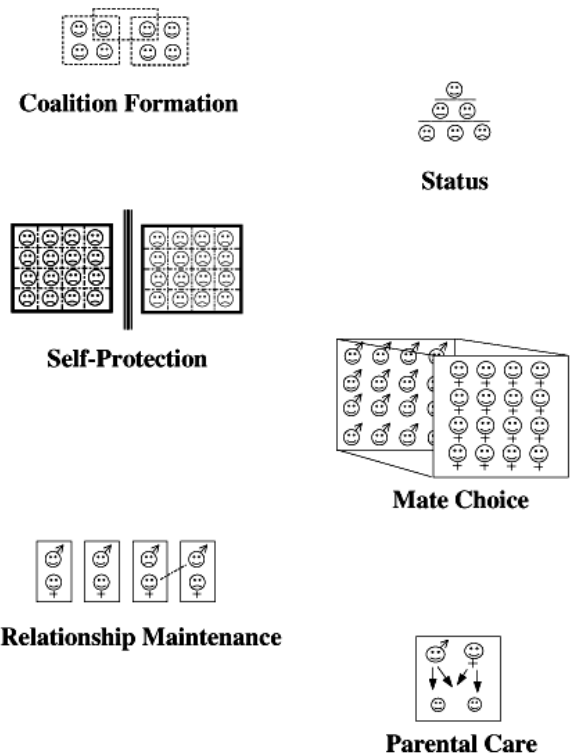 Coalition Formation
Status
Self-Protection
Mate Choice
Relationship Maintenance
Parental Care